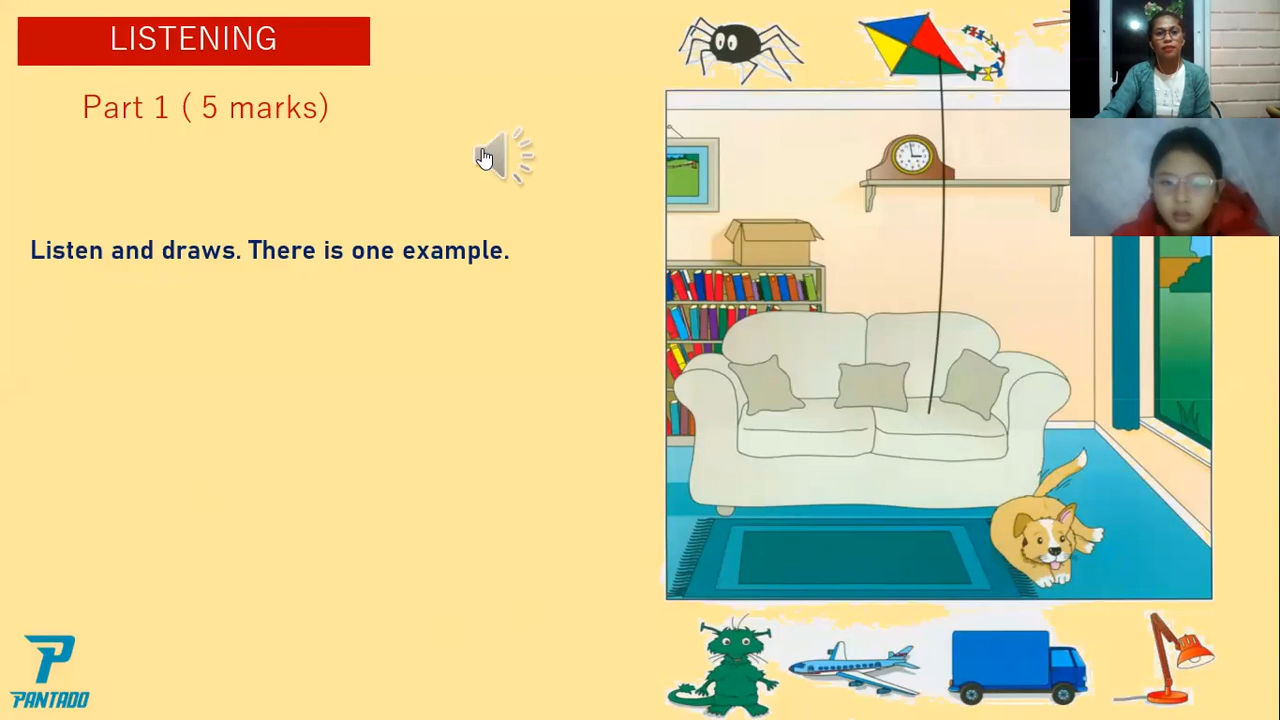 LISTENING
Part 1 ( 5 marks)
Listen and draws. There is one example.
PANTADO